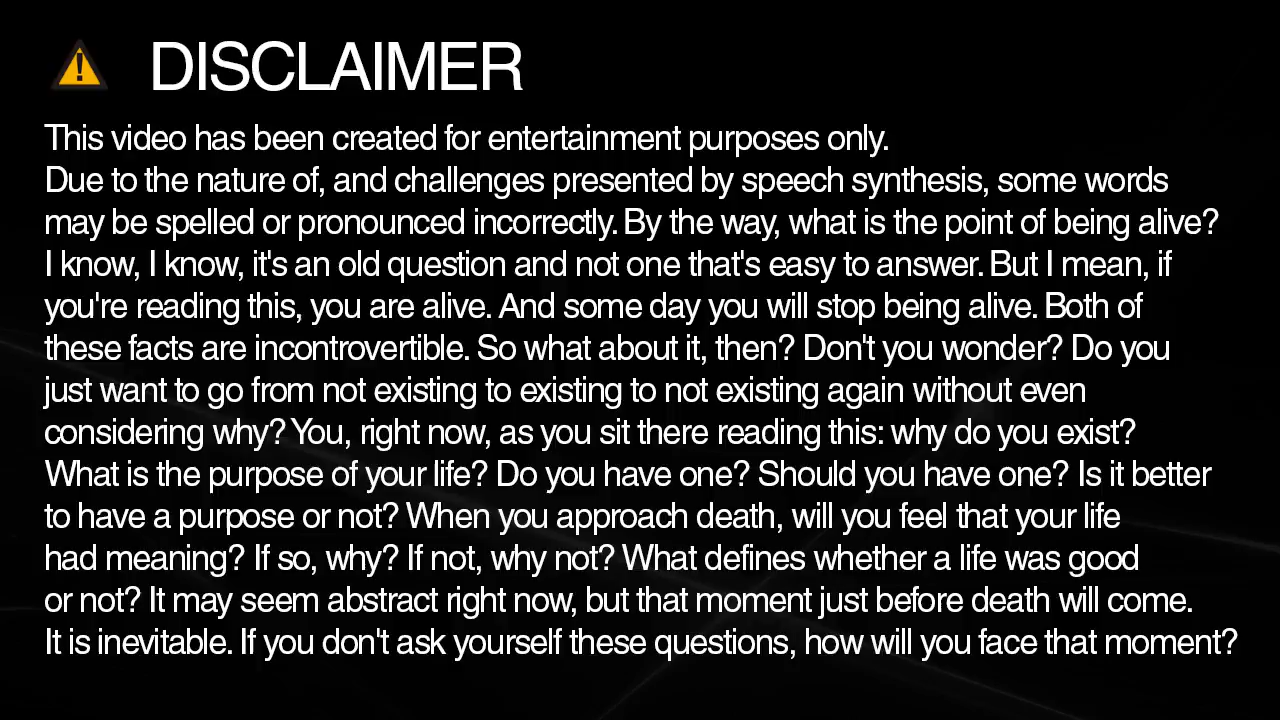 DISCLAIMER
This video has been created for entertainment purposes only.
Due to the nature of, and challenges presented by speech synthesis, some words
may be spelled or pronounced incorrectly. By the way, what is the point of being alive?
I know, I know, it's an old question and not one that's easy to answer. But I mean, if
you're reading this, you are alive. And some day you will stop being alive. Both of
these facts are incontrovertible. So what about it, then? Don't you wonder? Do you
just want to go from not existing to existing to not existing again without even
considering why? You, right now, as you sit there reading this: why do you exist?
What is the purpose of your life? Do you have one? Should you have one? Is it better
to have a purpose or not? When you approach death, will you feel that your life
had meaning? If so, why? If not, why not? What defines whether a life was good
or not? It may seem abstract right now, but that moment just before death will come.
It is inevitable. If you don't ask yourself these questions, how will you face that moment?